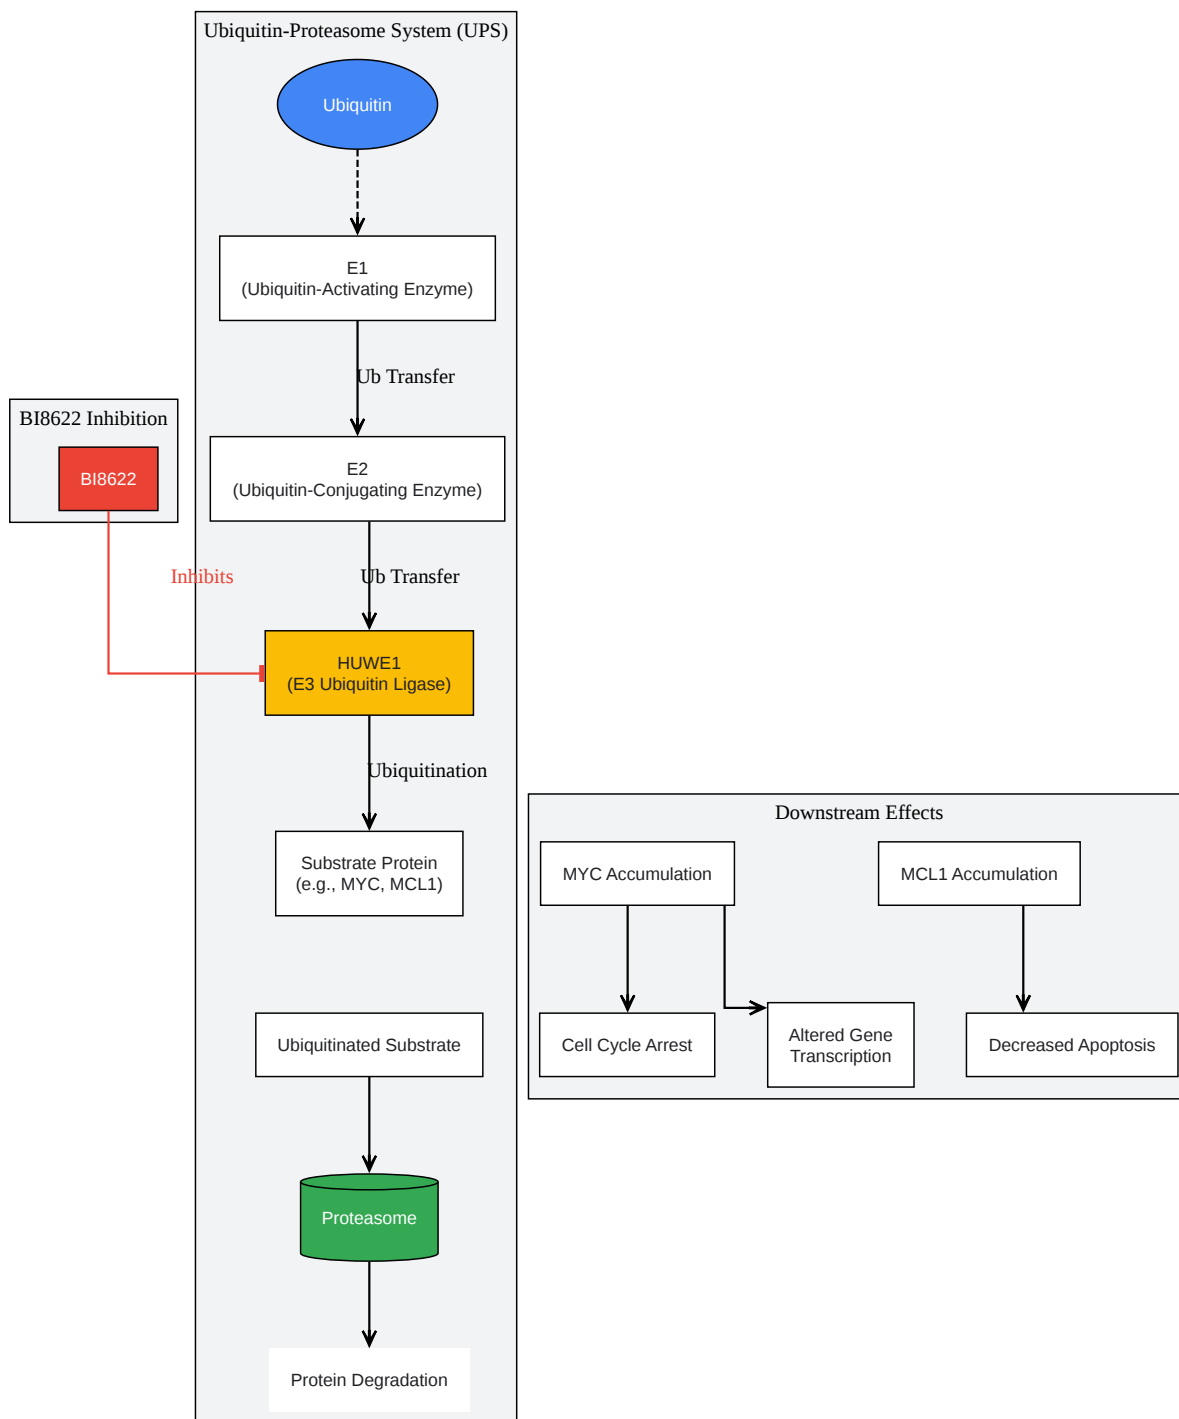 Ubiquitin-Proteasome System (UPS)
Ubiquitin
E1
(Ubiquitin-Activating Enzyme)
Ub Transfer
BI8622 Inhibition
BI8622
E2
(Ubiquitin-Conjugating Enzyme)
Inhibits
Ub Transfer
HUWE1
(E3 Ubiquitin Ligase)
Ubiquitination
Substrate Protein
(e.g., MYC, MCL1)
Ubiquitinated Substrate
Proteasome
Protein Degradation
Downstream Effects
MYC Accumulation
MCL1 Accumulation
Cell Cycle Arrest
Altered Gene
Transcription
Decreased Apoptosis